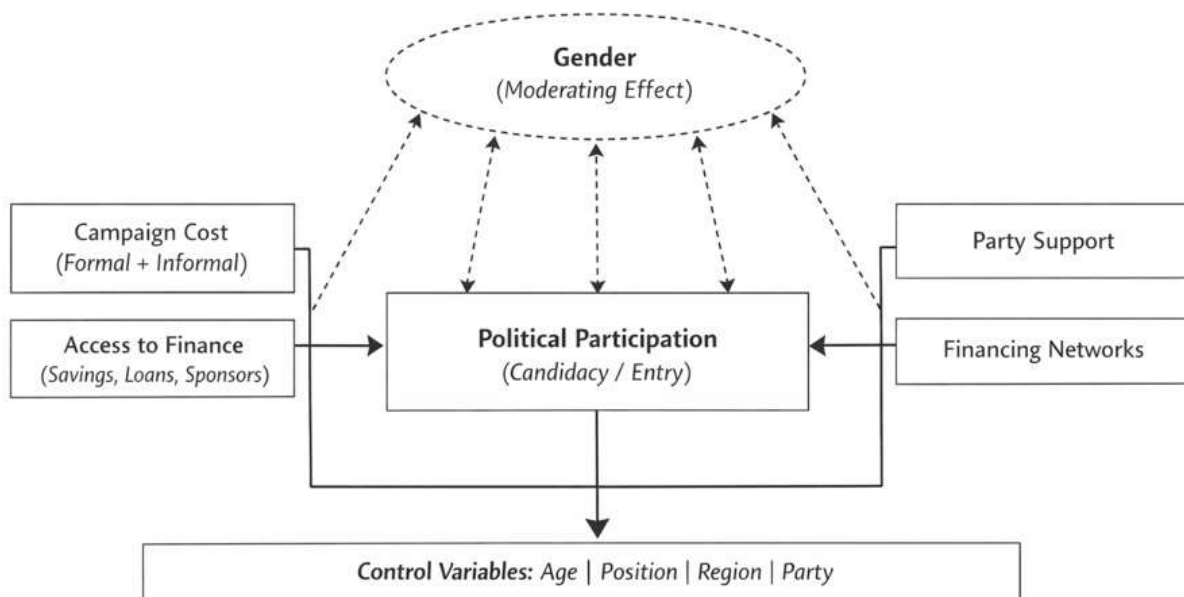 Gender
(Moderating Effect)
Campaign Cost
(Formal + Informal)
Party Support
Access to Finance
(Savings, Loans, Sponsors)
Political Participation
(Candidacy / Entry)
Financing Networks
Control Variables: Age | Position | Region | Party